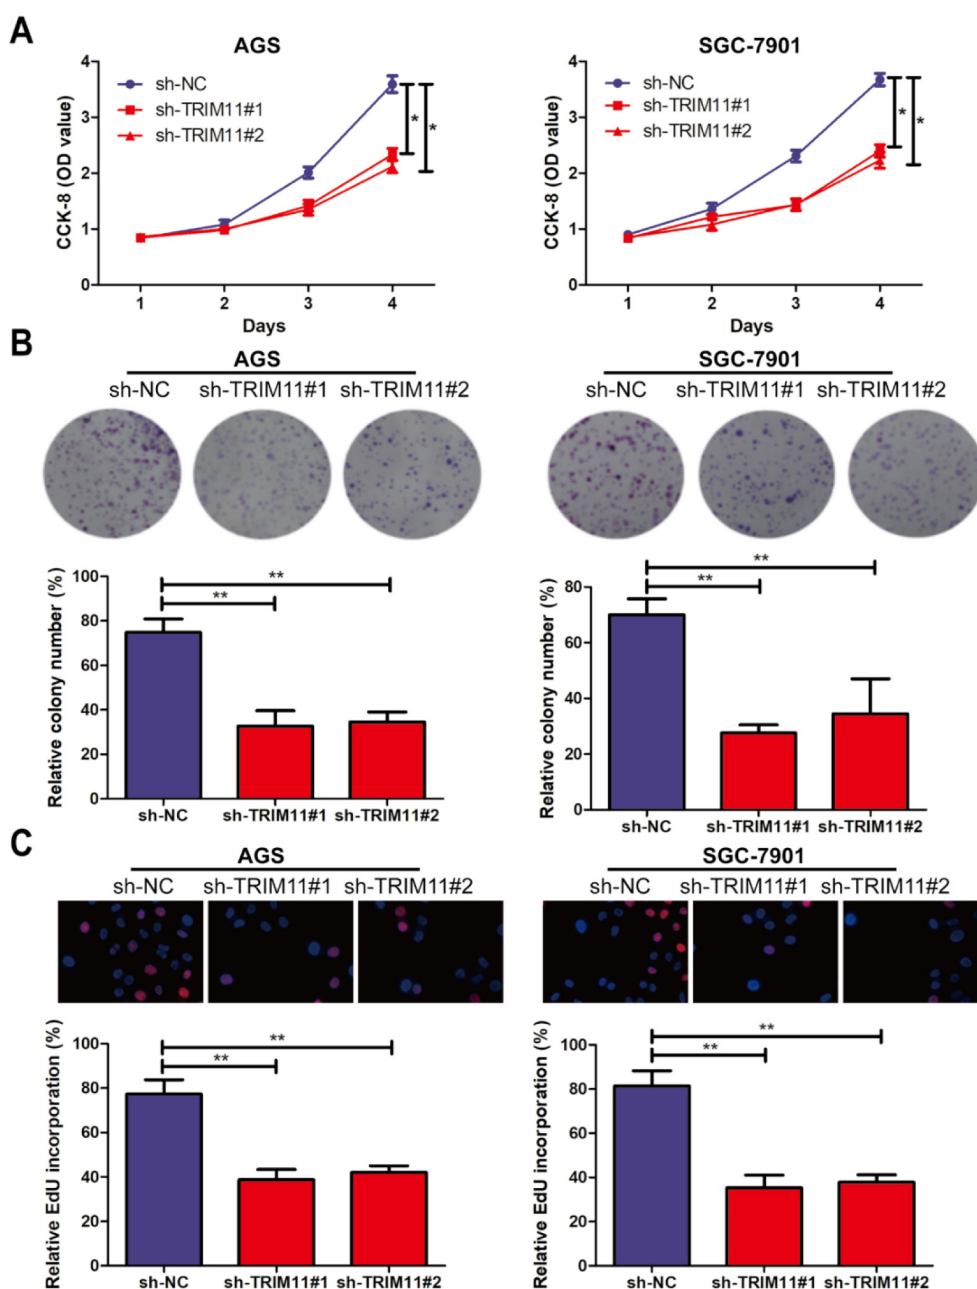 A
AGS
SGC-7901
sh-NC
sh-TRIM11#1
sh-TRIM11#2
CCK-8 (OD value)
4
3
2
1
0
*
*
1 2 3 4
Days
sh-NC
sh-TRIM11#1
sh-TRIM11#2
CCK-8 (OD value)
4
3
2
1
0
*
*
1 2 3 4
Days
B
AGS
SGC-7901
sh-NC sh-TRIM11#1 sh-TRIM11#2
sh-NC sh-TRIM11#1 sh-TRIM11#2
Relative colony number (%)
100
80
60
40
20
0
**
**
sh-NC sh-TRIM11#1 sh-TRIM11#2
Relative colony number (%)
80
60
40
20
0
**
**
sh-NC sh-TRIM11#1 sh-TRIM11#2
C
AGS
SGC-7901
sh-NC sh-TRIM11#1 sh-TRIM11#2
sh-NC sh-TRIM11#1 sh-TRIM11#2
Relative EdU incorporation (%)
100
80
60
40
20
0
**
**
sh-NC sh-TRIM11#1 sh-TRIM11#2
Relative EdU incorporation (%)
100
80
60
40
20
0
**
**
sh-NC sh-TRIM11#1 sh-TRIM11#2